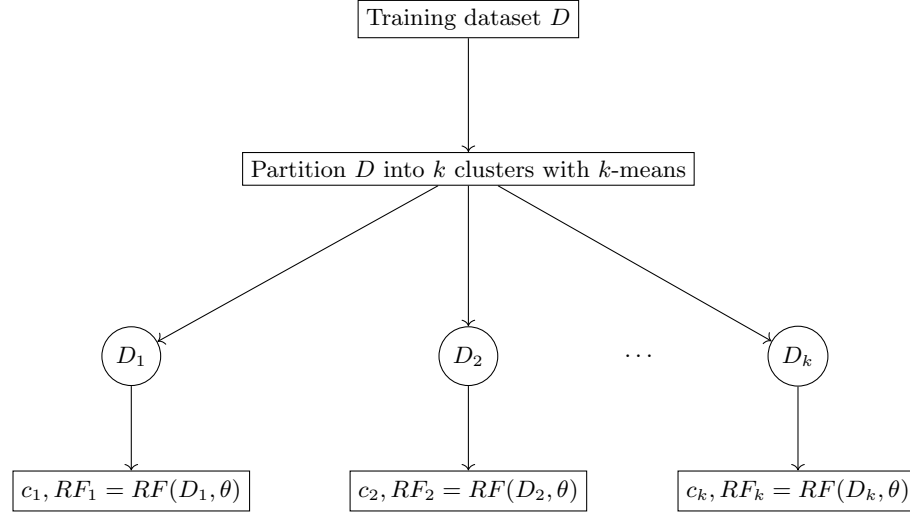 Training dataset D
Partition D into k clusters with k-means
D₁
D₂
⋯
Dₖ
c₁, RF₁ = RF(D₁, θ)
c₂, RF₂ = RF(D₂, θ)
cₖ, RFₖ = RF(Dₖ, θ)